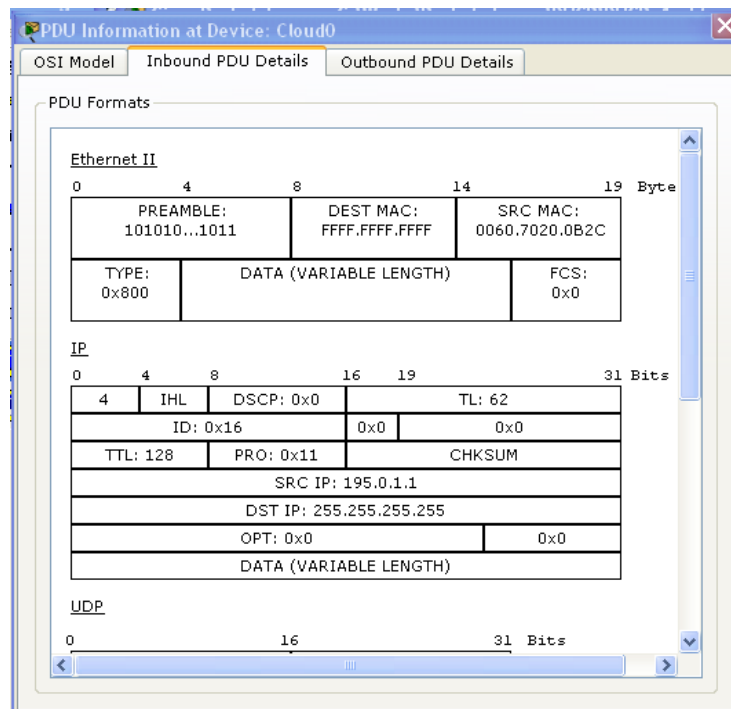 PDU Information at Device: Cloud0
OSI Model Inbound PDU Details Outbound PDU Details
PDU Formats
Ethernet II
0 4 8 14 19 Byte
PREAMBLE: DEST MAC: SRC MAC:
101010...1011 FFFF.FFFF.FFFF 0060.7020.0B2C
TYPE: DATA (VARIABLE LENGTH) FCS:
0x800 0x0
IP
0 4 8 16 19 31 Bits
4 IHL DSCP: 0x0 TL: 62
ID: 0x16 0x0 0x0
TTL: 128 PRO: 0x11 CHKSUM
SRC IP: 195.0.1.1
DST IP: 255.255.255.255
OPT: 0x0 0x0
DATA (VARIABLE LENGTH)
UDP
0 16 31 Bits